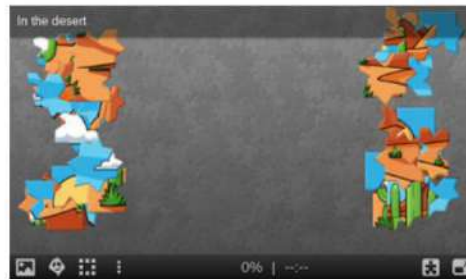 In the desert
0% | --:--